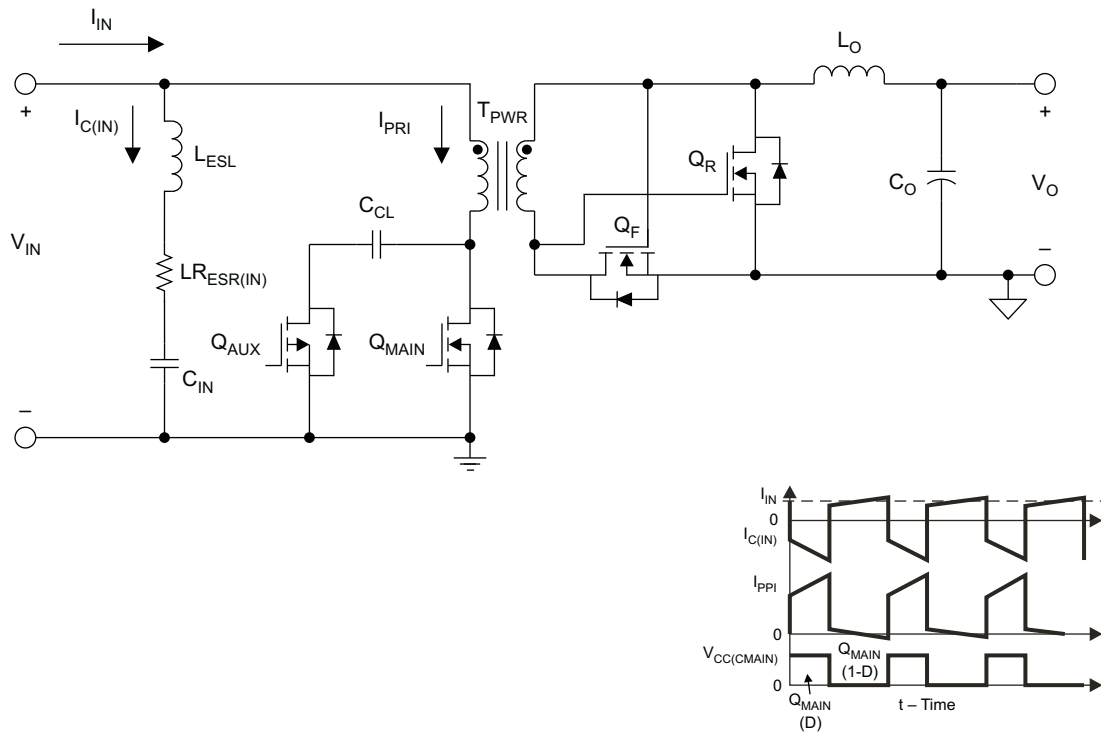 I_IN
+
I_C(IN)
L_ESL
V_IN
LR_ESR(IN)
C_IN
–
I_PRI
T_PWR
C_CL
Q_AUX
Q_MAIN
Q_F
Q_R
L_O
C_O
+
V_O
–
I_IN
0
I_C(IN)
I_PPI
0
V_CC(CMAIN)
0
Q_MAIN
(1-D)
Q_MAIN
(D)
t – Time